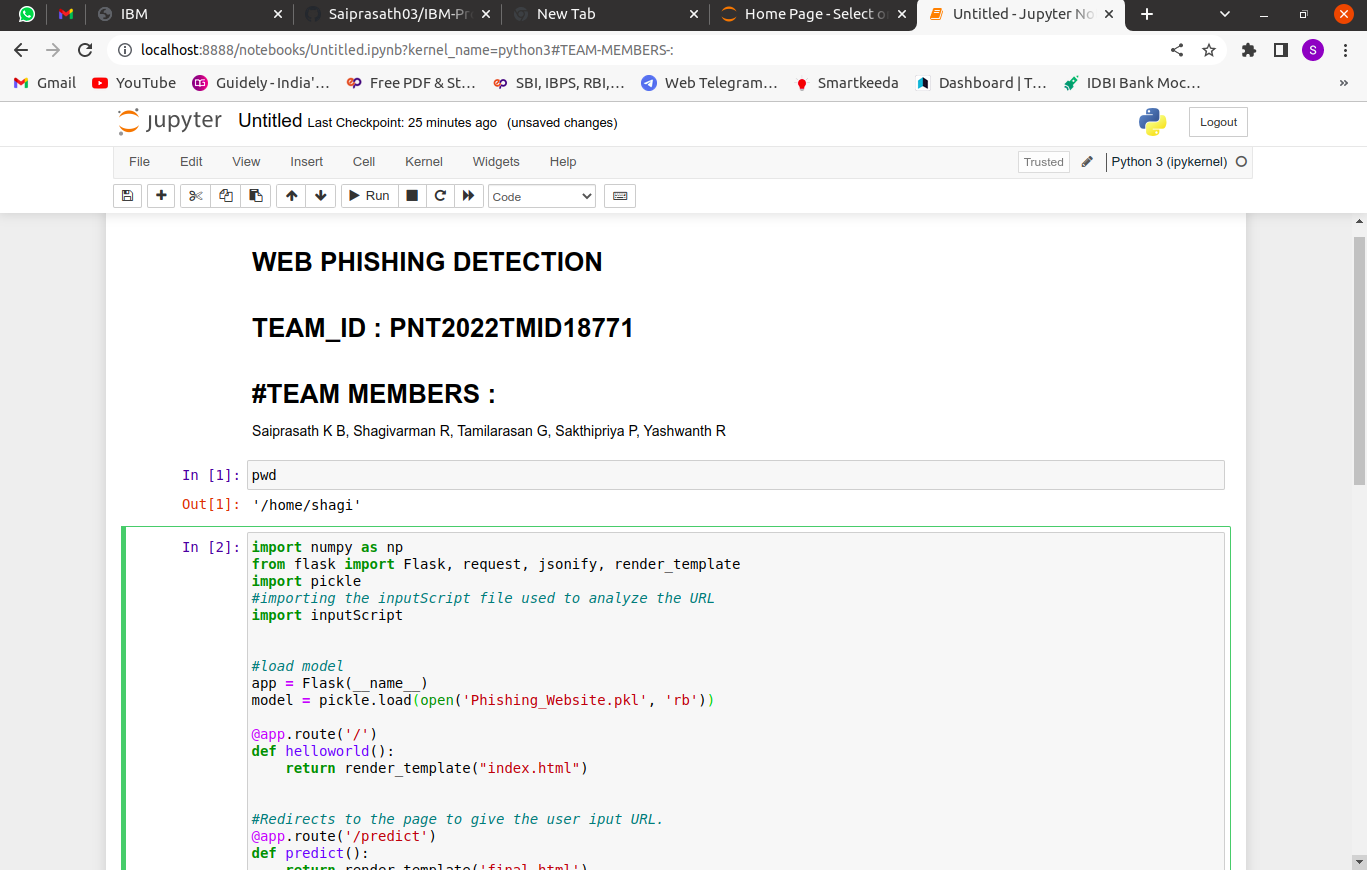 IBM
Saiprasath03/IBM-Pr
New Tab
Home Page - Select o
Untitled - Jupyter No
localhost:8888/notebooks/Untitled.ipynb?kernel_name=python3#TEAM-MEMBERS-:
S
Gmail
YouTube
Guidely - India'…
Free PDF & St…
SBI, IBPS, RBI,…
Web Telegram…
Smartkeeda
Dashboard | T…
IDBI Bank Moc…
»
jupyter Untitled Last Checkpoint: 25 minutes ago (unsaved changes)
Logout
File Edit View Insert Cell Kernel Widgets Help
Trusted
Python 3 (ipykernel)
Run
Code
WEB PHISHING DETECTION
TEAM_ID : PNT2022TMID18771
#TEAM MEMBERS :
Saiprasath K B, Shagivarman R, Tamilarasan G, Sakthipriya P, Yashwanth R
In [1]: pwd
Out[1]: '/home/shagi'
In [2]: import numpy as np
from flask import Flask, request, jsonify, render_template
import pickle
#importing the inputScript file used to analyze the URL
import inputScript
#load model
app = Flask(__name__)
model = pickle.load(open('Phishing_Website.pkl', 'rb'))
@app.route('/')
def helloworld():
    return render_template("index.html")
#Redirects to the page to give the user iput URL.
@app.route('/predict')
def predict():
    return render_template('final.html')